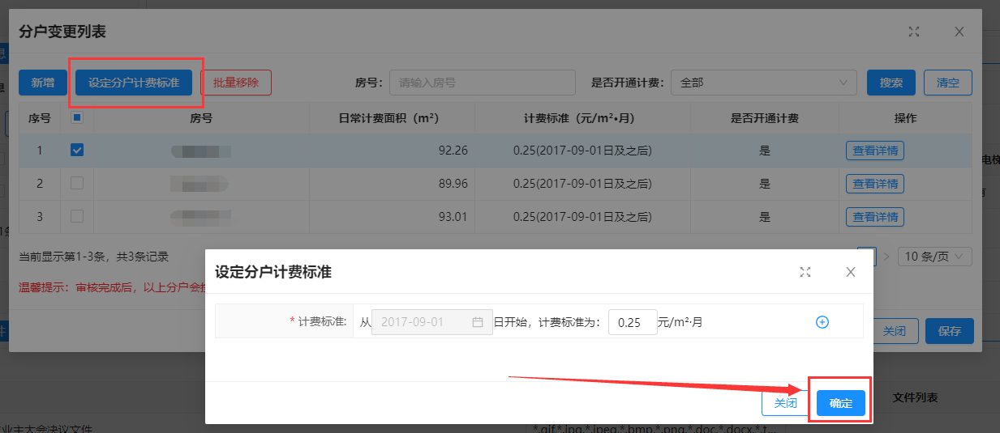 分户变更列表
新增 设定分户计费标准 批量移除 房号: 请输入房号 是否开通计费: 全部 搜索 清空
序号 房号 日常计费面积（m²） 计费标准（元/m²•月） 是否开通计费 操作
1 92.26 0.25(2017-09-01日及之后) 是 查看详情
2 89.96 0.25(2017-09-01日及之后) 是 查看详情
3 93.01 0.25(2017-09-01日及之后) 是 查看详情
当前显示第1-3条，共3条记录 10 条/页
温馨提示：审核完成后，以上分户会按
设定分户计费标准
* 计费标准: 从 2017-09-01 日开始，计费标准为： 0.25 元/m²·月
关闭 确定
关闭 保存
文件列表
业主大会决议文件 *.gif,*.jpg,*.jpeg,*.bmp,*.png,*.doc,*.docx,*.t...
息
息
电梯
有
1条
件